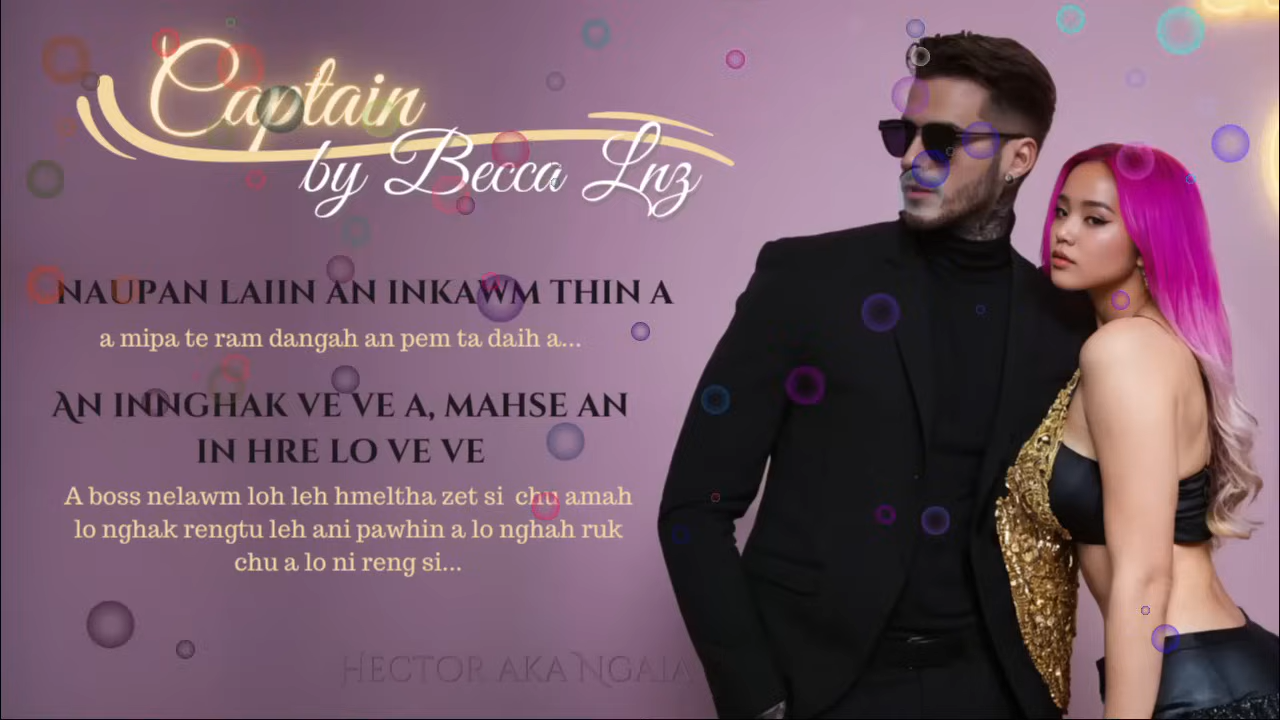 Captain
by Becca Lnz
NAUPAN LAIIN AN INKAWM THIN A
a mipa te ram dangah an pem ta daih a...
AN INNGHAK VE VE A, MAHSE AN
IN HRE LO VE VE
A boss nelawm loh leh hmeltha zet si chu amah
lo nghak rengtu leh ani pawhin a lo nghah ruk
chu a lo ni reng si...
HECTOR AKA NGAIA